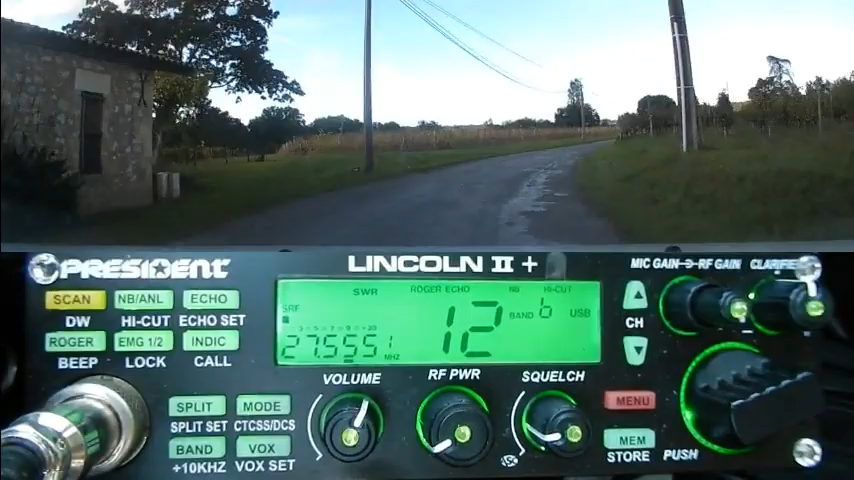 PRESIDENT
LINCOLN II +
MIC GAIN RF GAIN CLARIFIER
SCAN NB/ANL ECHO
DW HI-CUT ECHO SET
ROGER EMG 1/2 INDIC
BEEP LOCK CALL
SWR ROGER ECHO NB HI-CUT
SRF 12 BAND b USB
27.555 MHZ
CH
VOLUME RF PWR SQUELCH
SPLIT MODE
SPLIT SET CTCSS/DCS
BAND VOX
+10KHZ VOX SET
ASC
MENU
MEM
STORE PUSH